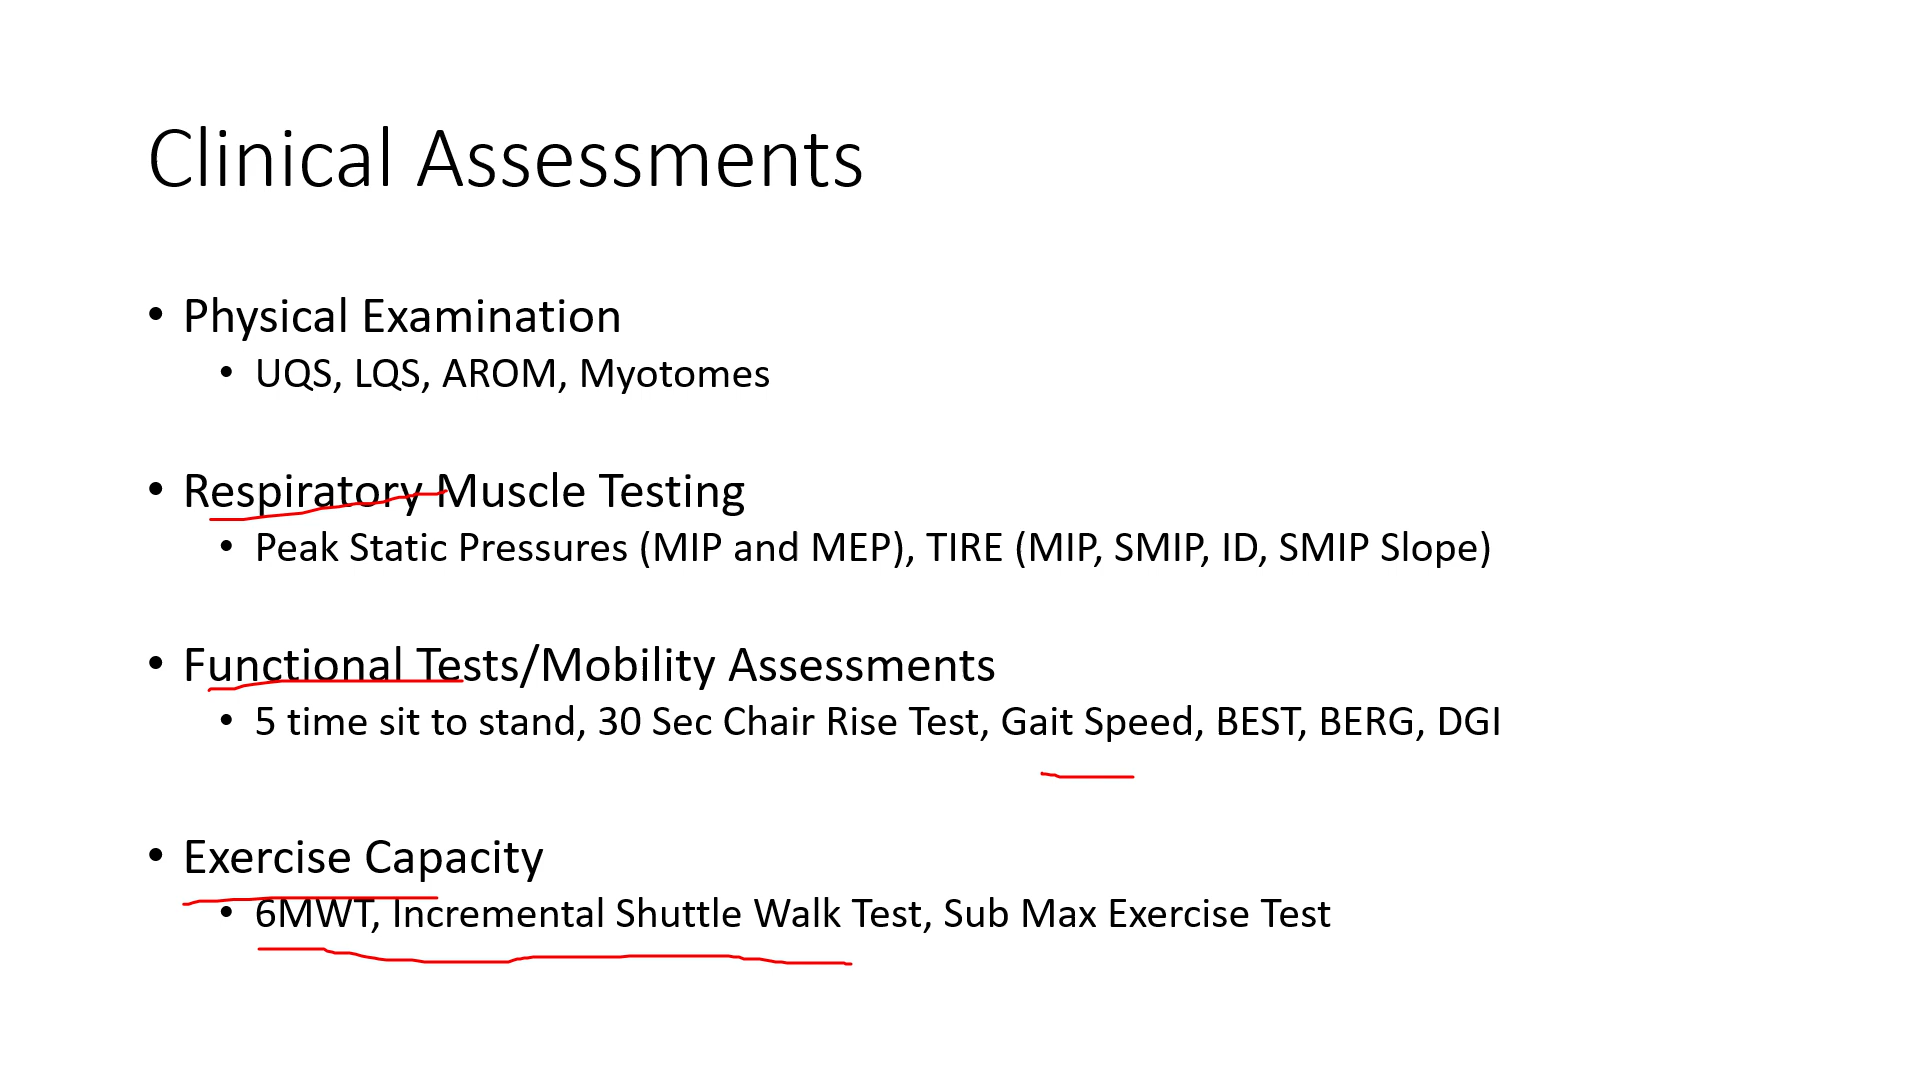 Clinical Assessments
• Physical Examination
• UQS, LQS, AROM, Myotomes
• Respiratory Muscle Testing
• Peak Static Pressures (MIP and MEP), TIRE (MIP, SMIP, ID, SMIP Slope)
• Functional Tests/Mobility Assessments
• 5 time sit to stand, 30 Sec Chair Rise Test, Gait Speed, BEST, BERG, DGI
• Exercise Capacity
• 6MWT, Incremental Shuttle Walk Test, Sub Max Exercise Test